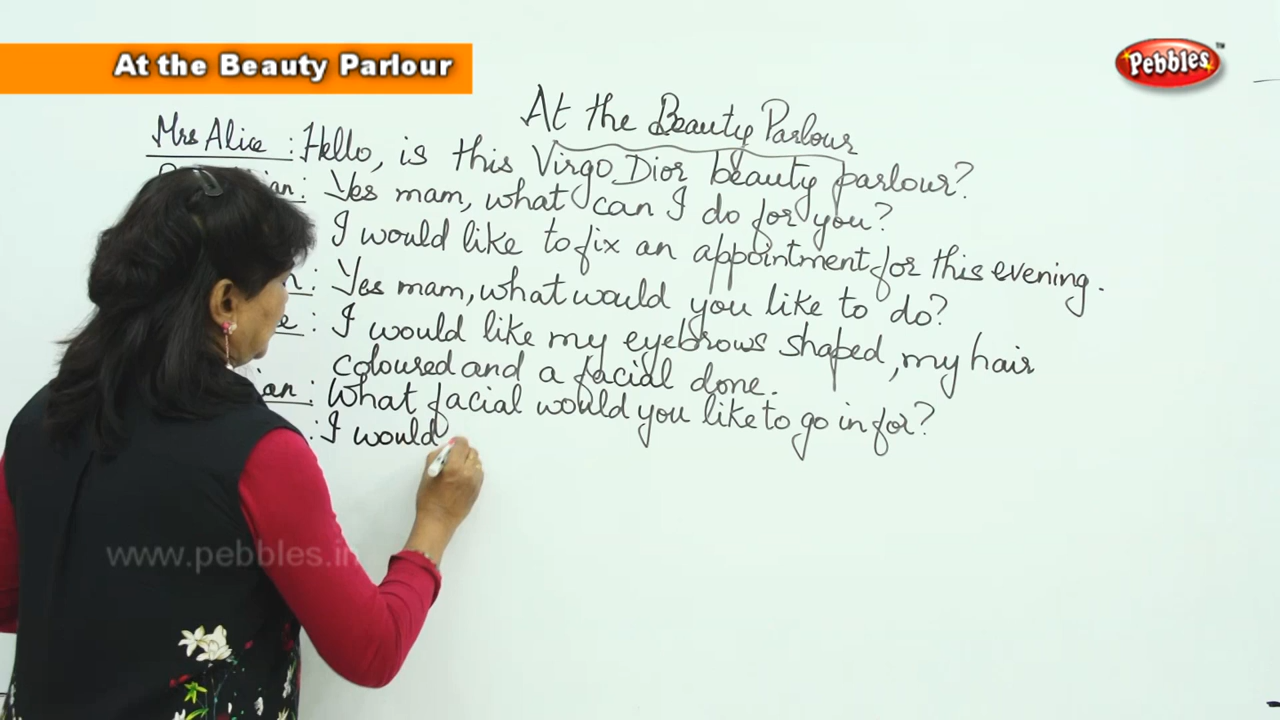 At the Beauty Parlour
Pebbles™
At the Beauty Parlour
Mrs Alice : Hello, is this Virgo Dior beauty parlour?
: Yes mam, what can I do for you?
I would like to fix an appointment for this evening.
: Yes mam, what would you like to do?
: I would like my eyebrows shaped, my hair
coloured and a facial done.
: What facial would you like to go in for?
: I would
www.pebbles.in